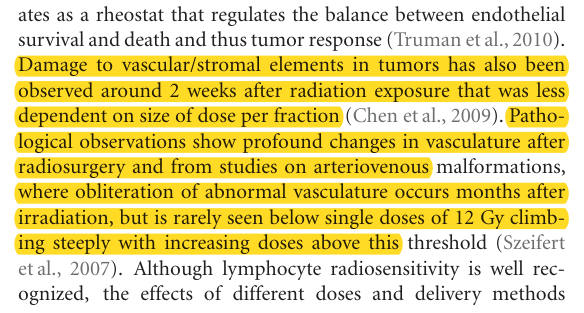 ates as a rheostat that regulates the balance between endothelial
survival and death and thus tumor response (Truman et al., 2010).
Damage to vascular/stromal elements in tumors has also been
observed around 2 weeks after radiation exposure that was less
dependent on size of dose per fraction (Chen et al., 2009). Patho-
logical observations show profound changes in vasculature after
radiosurgery and from studies on arteriovenous malformations,
where obliteration of abnormal vasculature occurs months after
irradiation, but is rarely seen below single doses of 12 Gy climb-
ing steeply with increasing doses above this threshold (Szeifert
et al., 2007). Although lymphocyte radiosensitivity is well rec-
ognized, the effects of different doses and delivery methods